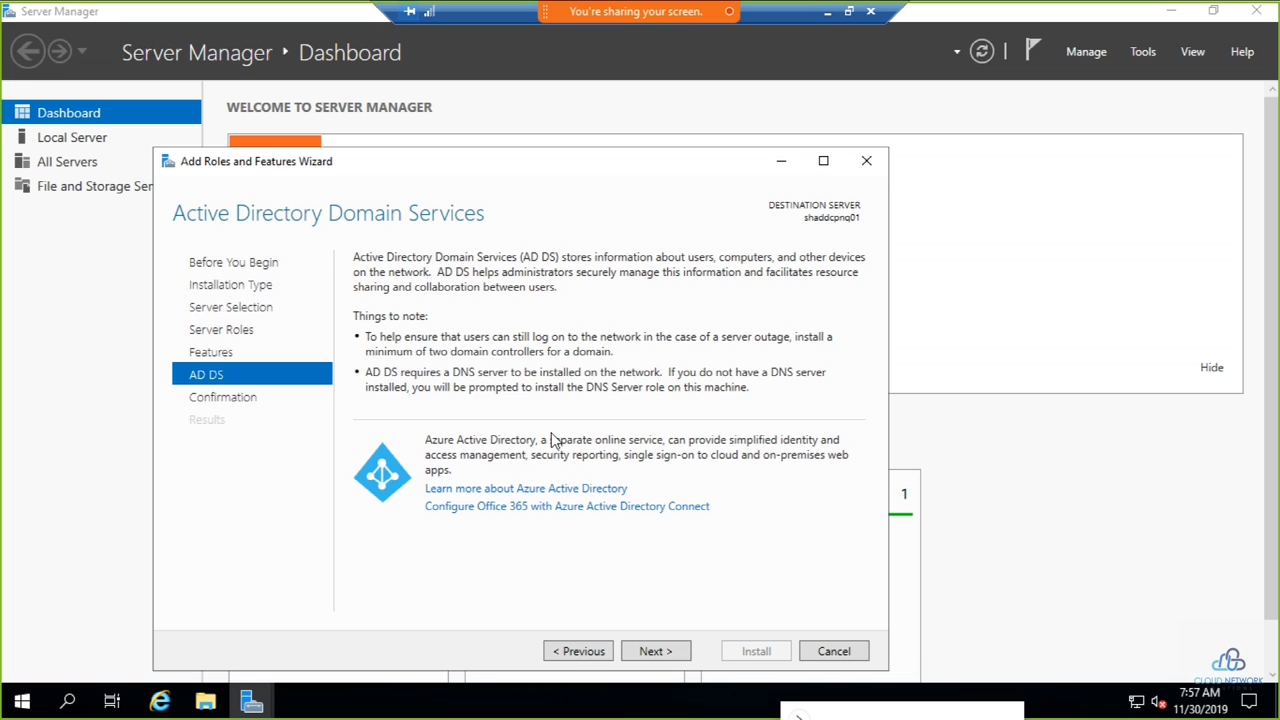 Server Manager
You're sharing your screen.
Server Manager ‣ Dashboard
Manage
Tools
View
Help
Dashboard
Local Server
All Servers
File and Storage Ser
WELCOME TO SERVER MANAGER
Add Roles and Features Wizard
Active Directory Domain Services
DESTINATION SERVER
shaddcpnq01
Before You Begin
Installation Type
Server Selection
Server Roles
Features
AD DS
Confirmation
Results
Active Directory Domain Services (AD DS) stores information about users, computers, and other devices
on the network. AD DS helps administrators securely manage this information and facilitates resource
sharing and collaboration between users.
Things to note:
• To help ensure that users can still log on to the network in the case of a server outage, install a
minimum of two domain controllers for a domain.
• AD DS requires a DNS server to be installed on the network. If you do not have a DNS server
installed, you will be prompted to install the DNS Server role on this machine.
Azure Active Directory, a separate online service, can provide simplified identity and
access management, security reporting, single sign-on to cloud and on-premises web
apps.
Learn more about Azure Active Directory
Configure Office 365 with Azure Active Directory Connect
Hide
1
< Previous
Next >
Install
Cancel
CLOUD NETWORK
7:57 AM
11/30/2019